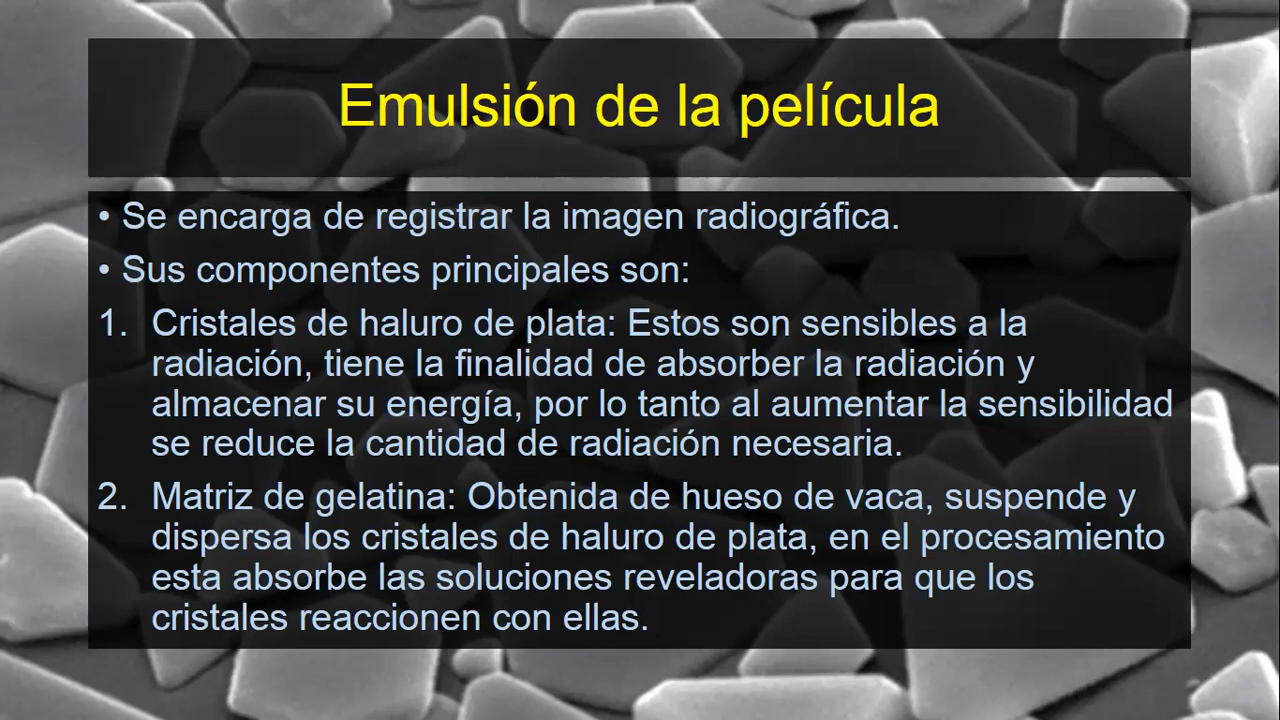 Emulsión de la película
• Se encarga de registrar la imagen radiográfica.
• Sus componentes principales son:
1. Cristales de haluro de plata: Estos son sensibles a la
radiación, tiene la finalidad de absorber la radiación y
almacenar su energía, por lo tanto al aumentar la sensibilidad
se reduce la cantidad de radiación necesaria.
2. Matriz de gelatina: Obtenida de hueso de vaca, suspende y
dispersa los cristales de haluro de plata, en el procesamiento
esta absorbe las soluciones reveladoras para que los
cristales reaccionen con ellas.